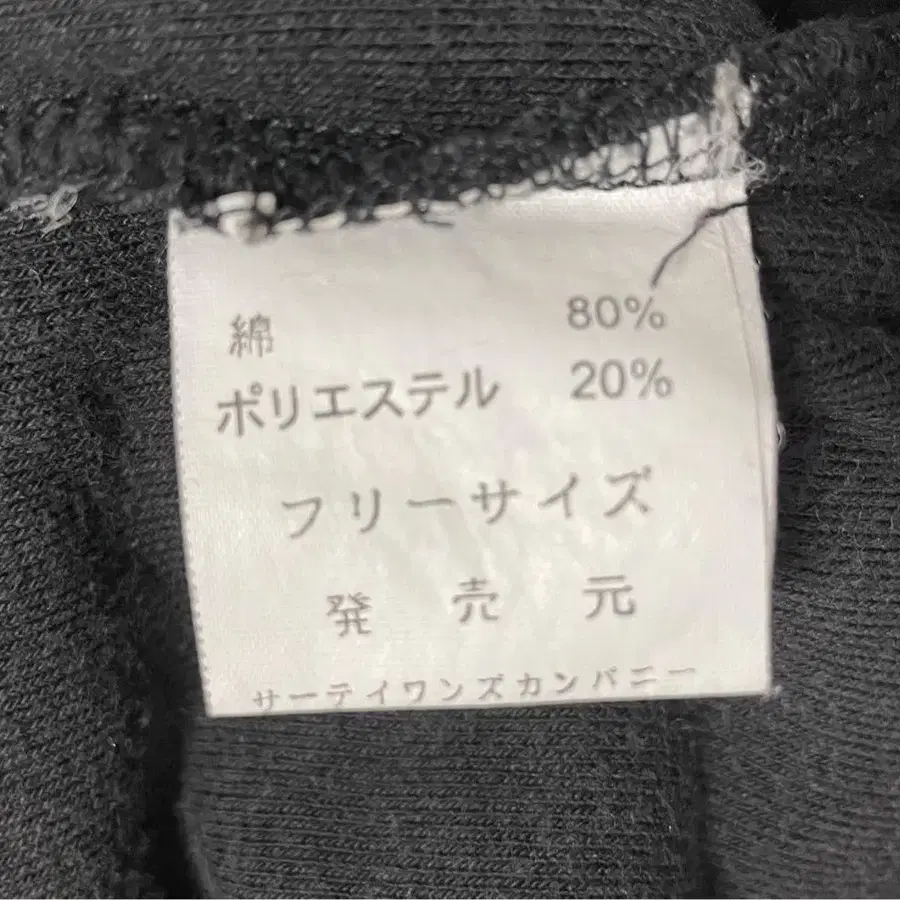 綿 80%
ポリエステル 20%
フリーサイズ
発売元
サーテイワンズカンパニー